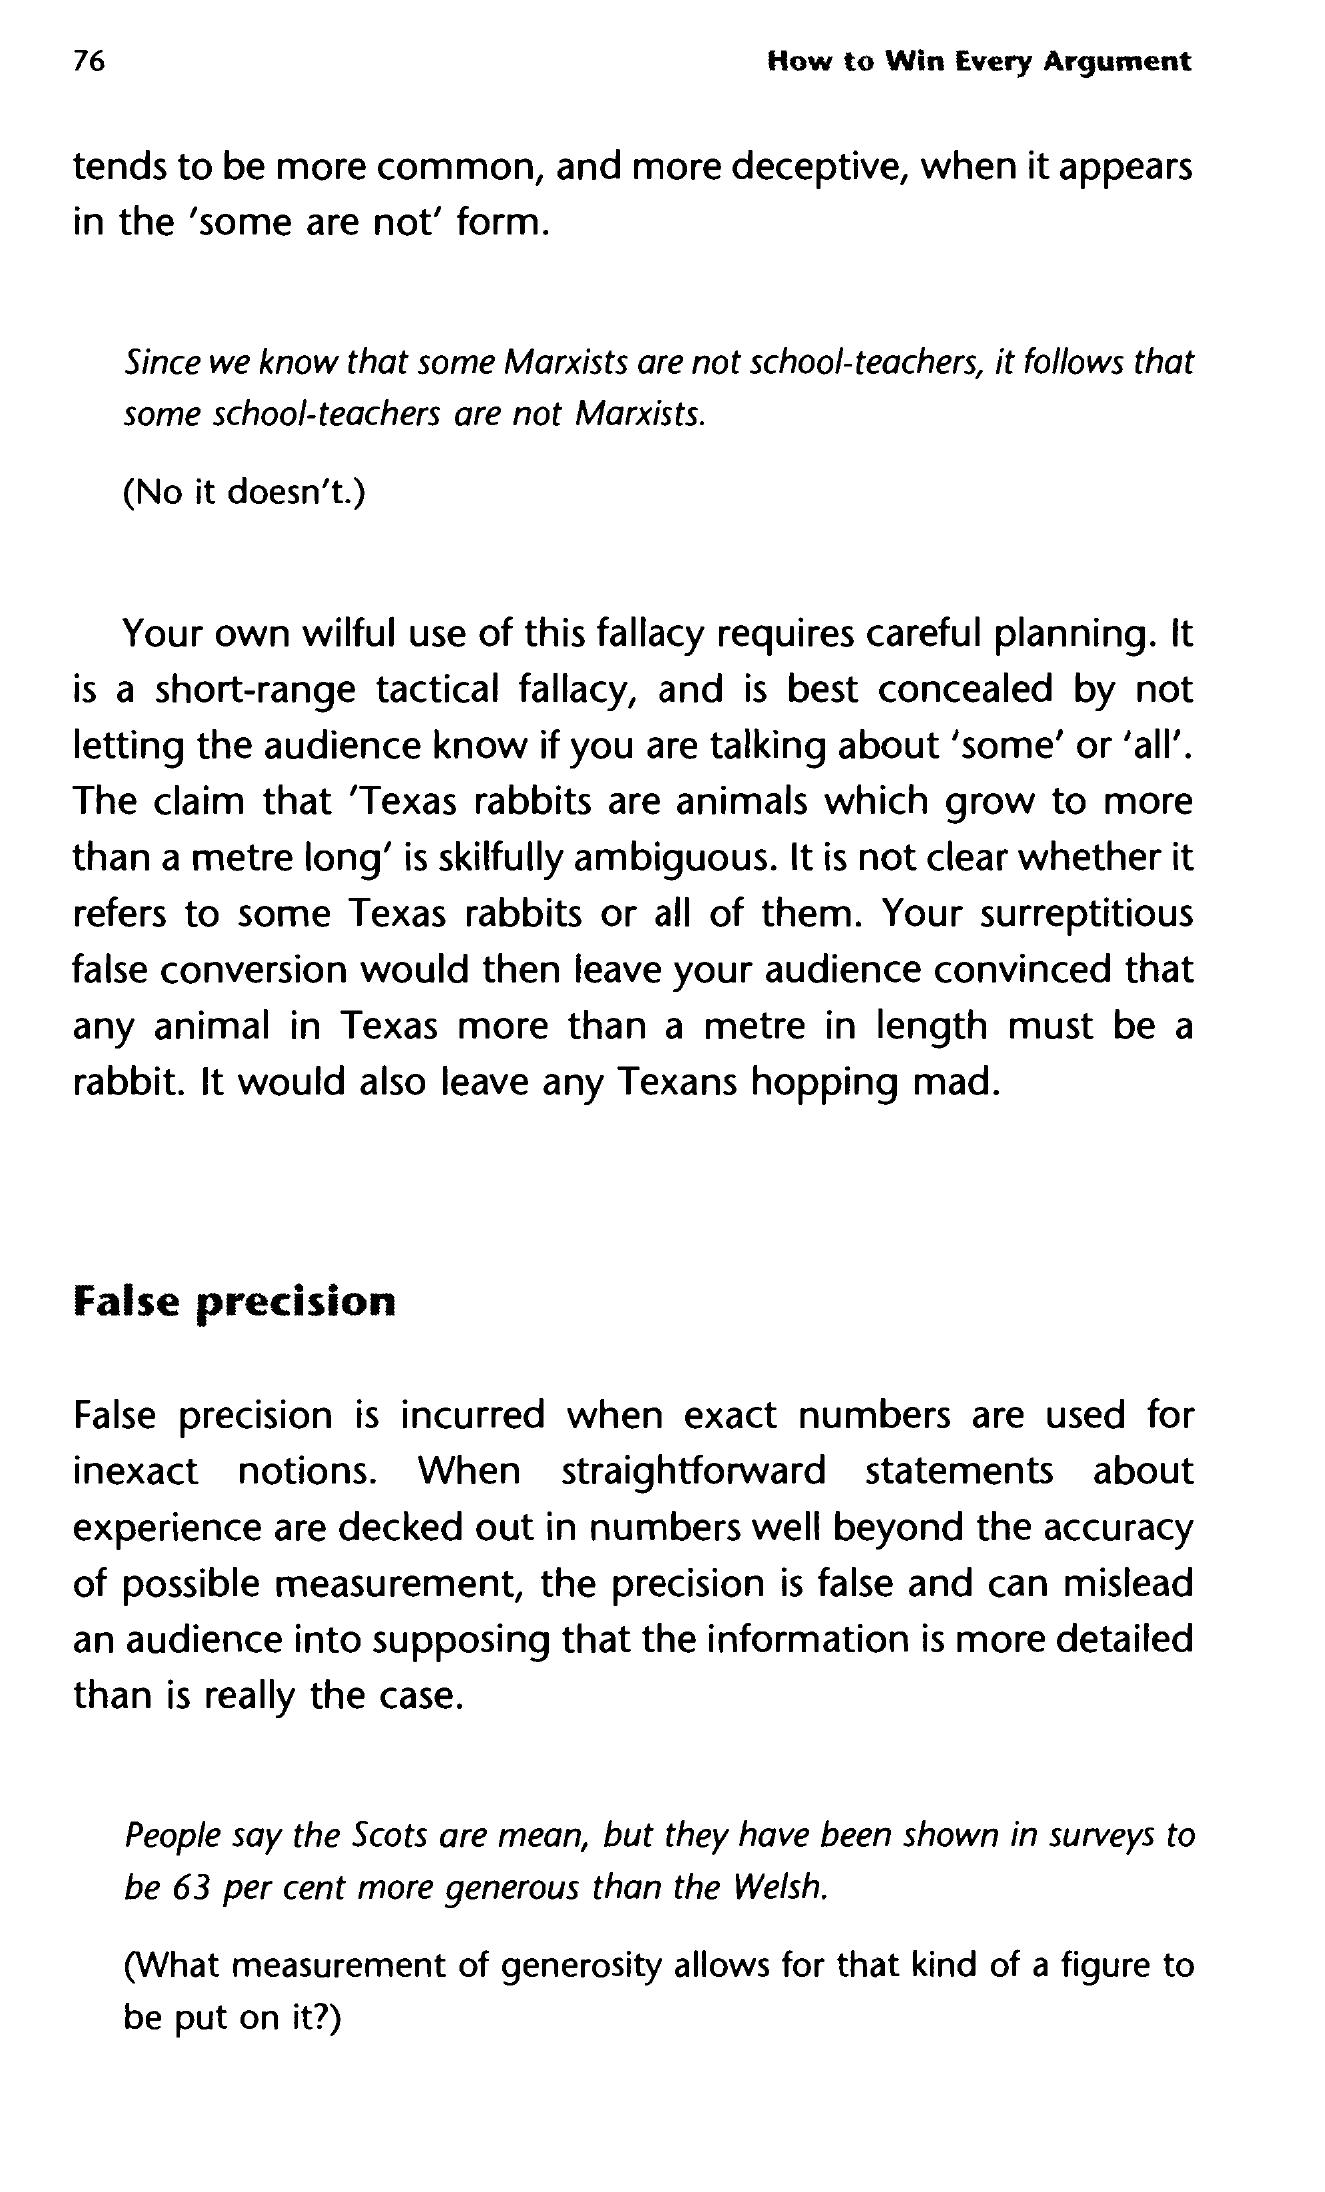 76
How to Win Every Argument
tends to be more common, and more deceptive, when it appears
in the 'some are not' form.
Since we know that some Marxists are not school-teachers, it follows that
some school-teachers are not Marxists.
(No it doesn't.)
Your own wilful use of this fallacy requires careful planning. It
is a short-range tactical fallacy, and is best concealed by not
letting the audience know if you are talking about 'some' or 'all'.
The claim that 'Texas rabbits are animals which grow to more
than a metre long' is skilfully ambiguous. It is not clear whether it
refers to some Texas rabbits or all of them. Your surreptitious
false conversion would then leave your audience convinced that
any animal in Texas more than a metre in length must be a
rabbit. It would also leave any Texans hopping mad.
False precision
False precision is incurred when exact numbers are used for
inexact notions. When straightforward statements about
experience are decked out in numbers well beyond the accuracy
of possible measurement, the precision is false and can mislead
an audience into supposing that the information is more detailed
than is really the case.
People say the Scots are mean, but they have been shown in surveys to
be 63 per cent more generous than the Welsh.
(What measurement of generosity allows for that kind of a figure to
be put on it?)